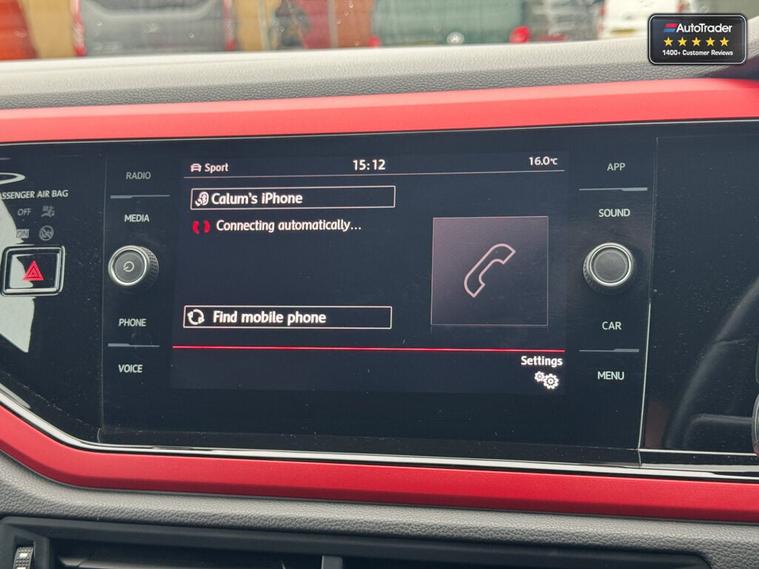 AutoTrader
1400+ Customer Reviews
Sport
15:12
16.0°C
RADIO
APP
PASSENGER AIR BAG
OFF
Calum's iPhone
MEDIA
SOUND
Connecting automatically...
PHONE
Find mobile phone
CAR
Settings
VOICE
MENU